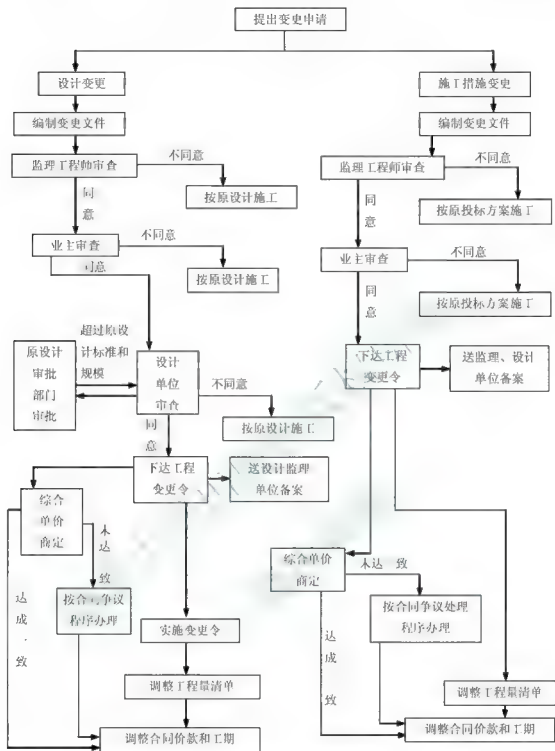 提出变更申请
设计变更
施工措施变更
编制变更文件
编制变更文件
监理工程师审查
不同意
监理工程师审查
不同意
同
意
按原设计施工
同
意
按原投标方案施工
业主审查
不同意
业主审查
不同意
同意
按原设计施工
同
意
按原投标方案施工
原设计
审批
部门
审批
超过原设
计标准和
规模
设计
单位
审查
不同意
下达工程
变更令
送监理、设计
单位备案
按原设计施工
同
意
下达工程
变更令
送设计监理
单位备案
综合
单价
商定
未
达
致
综合单价
商定
未达 致
按合同争议
程序办理
按合同争议处理
程序办理
达
成
致
实施变更令
达
成
致
调整工程量清单
调整工程量清单
调整合同价款和工期
调整合同价款和工期